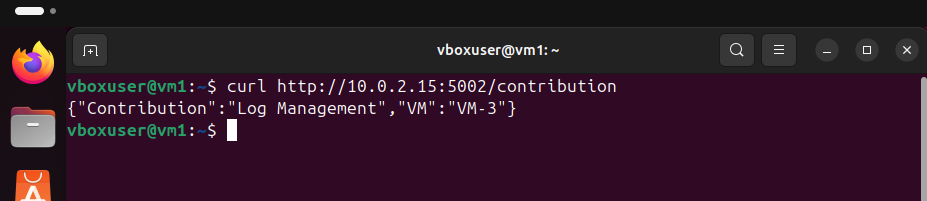 vboxuser@vm1: ~
vboxuser@vm1:~$ curl http://10.0.2.15:5002/contribution
{"Contribution":"Log Management","VM":"VM-3"}
vboxuser@vm1:~$